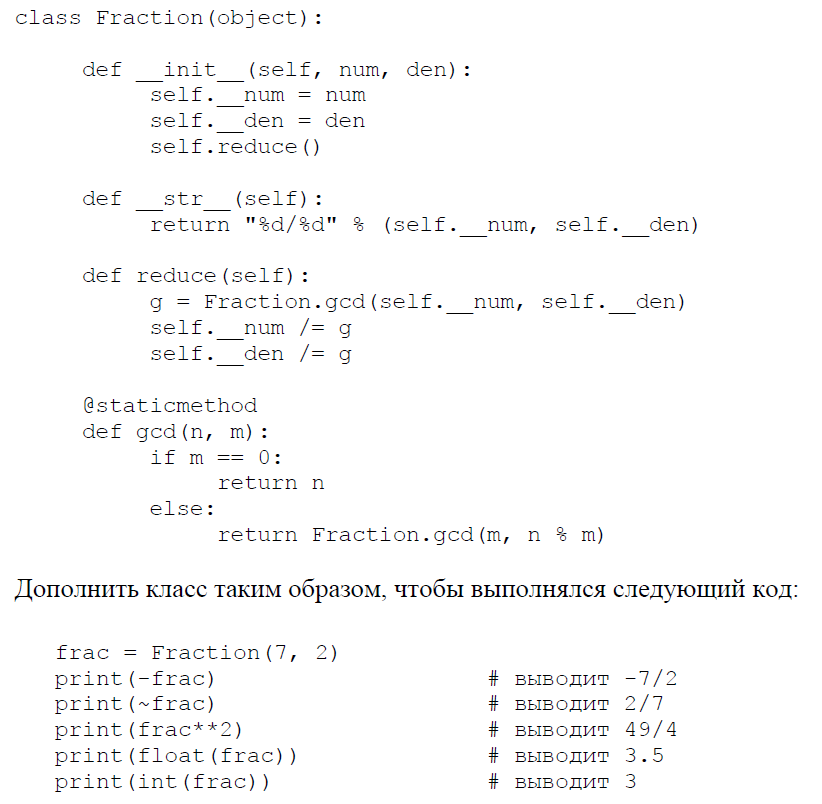 class Fraction(object):
def __init__(self, num, den):
self.__num = num
self.__den = den
self.reduce()
def __str__(self):
return "%d/%d" % (self.__num, self.__den)
def reduce(self):
g = Fraction.gcd(self.__num, self.__den)
self.__num /= g
self.__den /= g
@staticmethod
def gcd(n, m):
if m == 0:
return n
else:
return Fraction.gcd(m, n % m)
Дополнить класс таким образом, чтобы выполнялся следующий код:
frac = Fraction(7, 2)
print(-frac) # выводит -7/2
print(~frac) # выводит 2/7
print(frac**2) # выводит 49/4
print(float(frac)) # выводит 3.5
print(int(frac)) # выводит 3